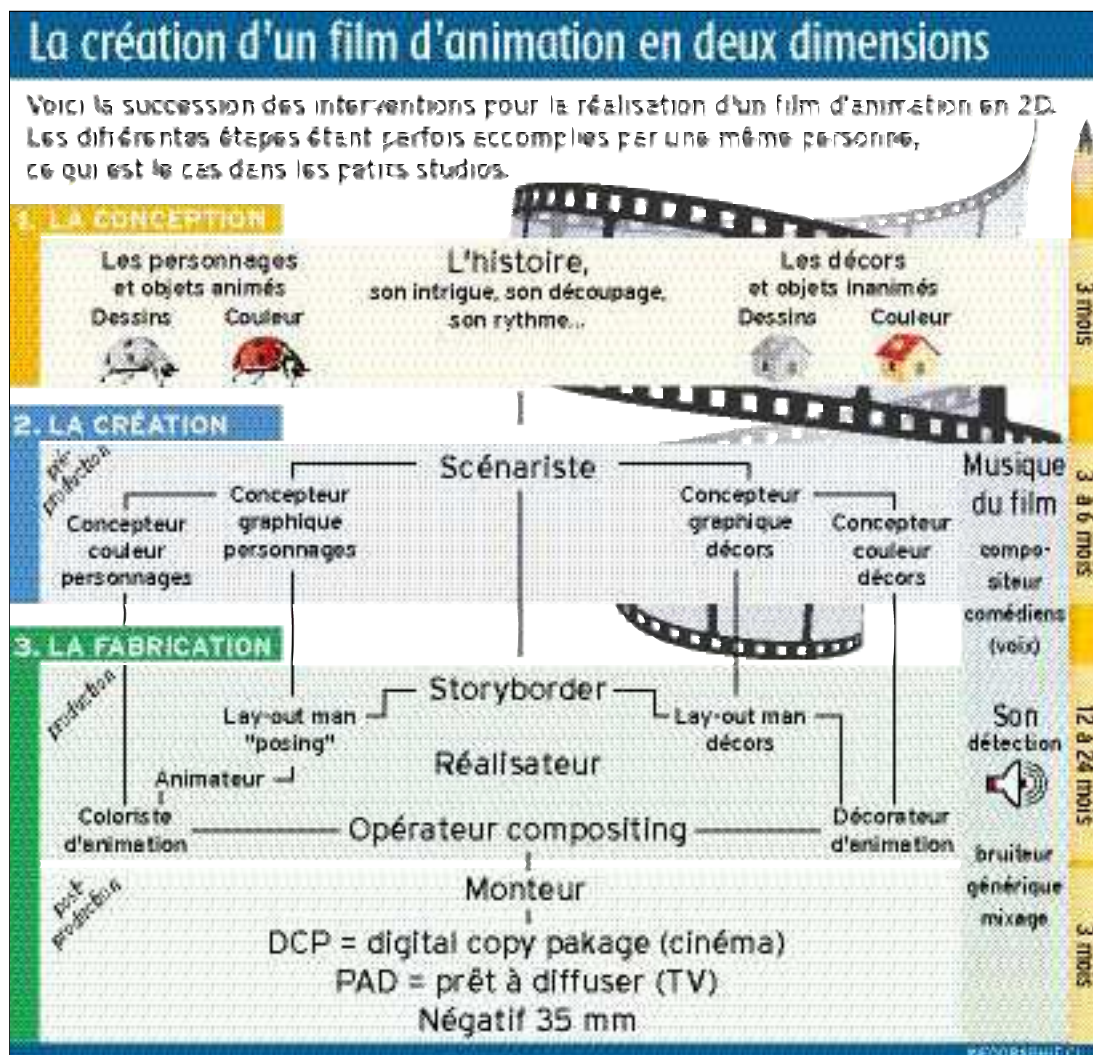 La création d'un film d'animation en deux dimensions
Voici la succession des interventions pour la réalisation d'un film d'animation en 2D.
Les différentes étapes étant parfois accomplies par une même personne,
ce qui est le cas dans les petits studios.
1. LA CONCEPTION
Les personnages
et objets animés
Dessins Couleur
L'histoire,
son intrigue, son découpage,
son rythme...
Les décors
et objets inanimés
Dessins Couleur
3 mois
2. LA CRÉATION
pré-
production
Scénariste
Concepteur
graphique
personnages
Concepteur
couleur
personnages
Concepteur
graphique
décors
Concepteur
couleur
décors
Musique
du film
compo-
siteur
comédiens
(voix)
3 à 6 mois
3. LA FABRICATION
production
Storyborder
Lay-out man
"posing"
Lay-out man
décors
Réalisateur
Animateur
Coloriste
d'animation
Opérateur compositing
Décorateur
d'animation
Son
détection
bruiteur
générique
mixage
12 à 24 mois
post-
production
Monteur
DCP = digital copy pakage (cinéma)
PAD = prêt à diffuser (TV)
Négatif 35 mm
3 mois